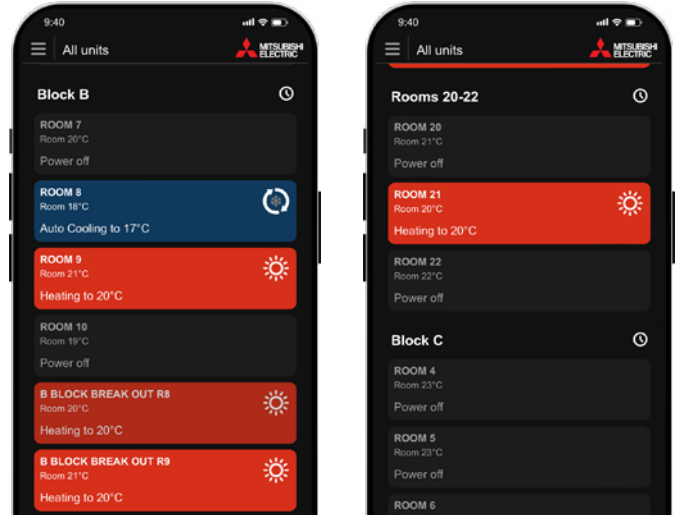 9:40
All units
MITSUBISHI
ELECTRIC
Block B
ROOM 7
Room 20°C
Power off
ROOM 8
Room 18°C
Auto Cooling to 17°C
ROOM 9
Room 21°C
Heating to 20°C
ROOM 10
Room 19°C
Power off
B BLOCK BREAK OUT R8
Room 20°C
Heating to 20°C
B BLOCK BREAK OUT R9
Room 21°C
Heating to 20°C
9:40
All units
MITSUBISHI
ELECTRIC
Rooms 20-22
ROOM 20
Room 21°C
Power off
ROOM 21
Room 20°C
Heating to 20°C
ROOM 22
Room 22°C
Power off
Block C
ROOM 4
Room 23°C
Power off
ROOM 5
Room 23°C
Power off
ROOM 6